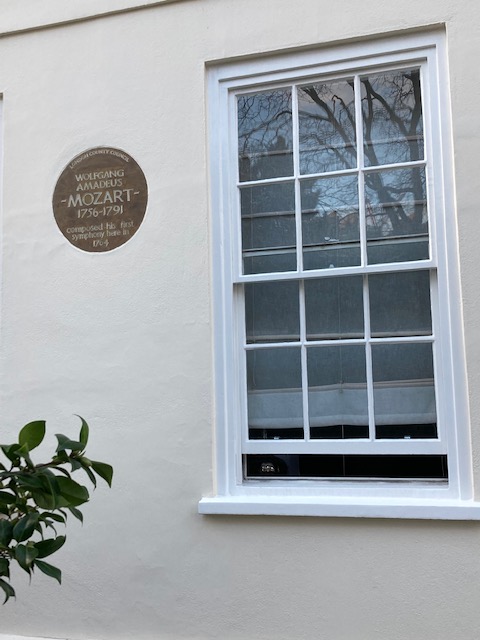 LONDON COUNTY COUNCIL
WOLFGANG
AMADEUS
-MOZART-
1756-1791
composed his first
symphony here in
1764